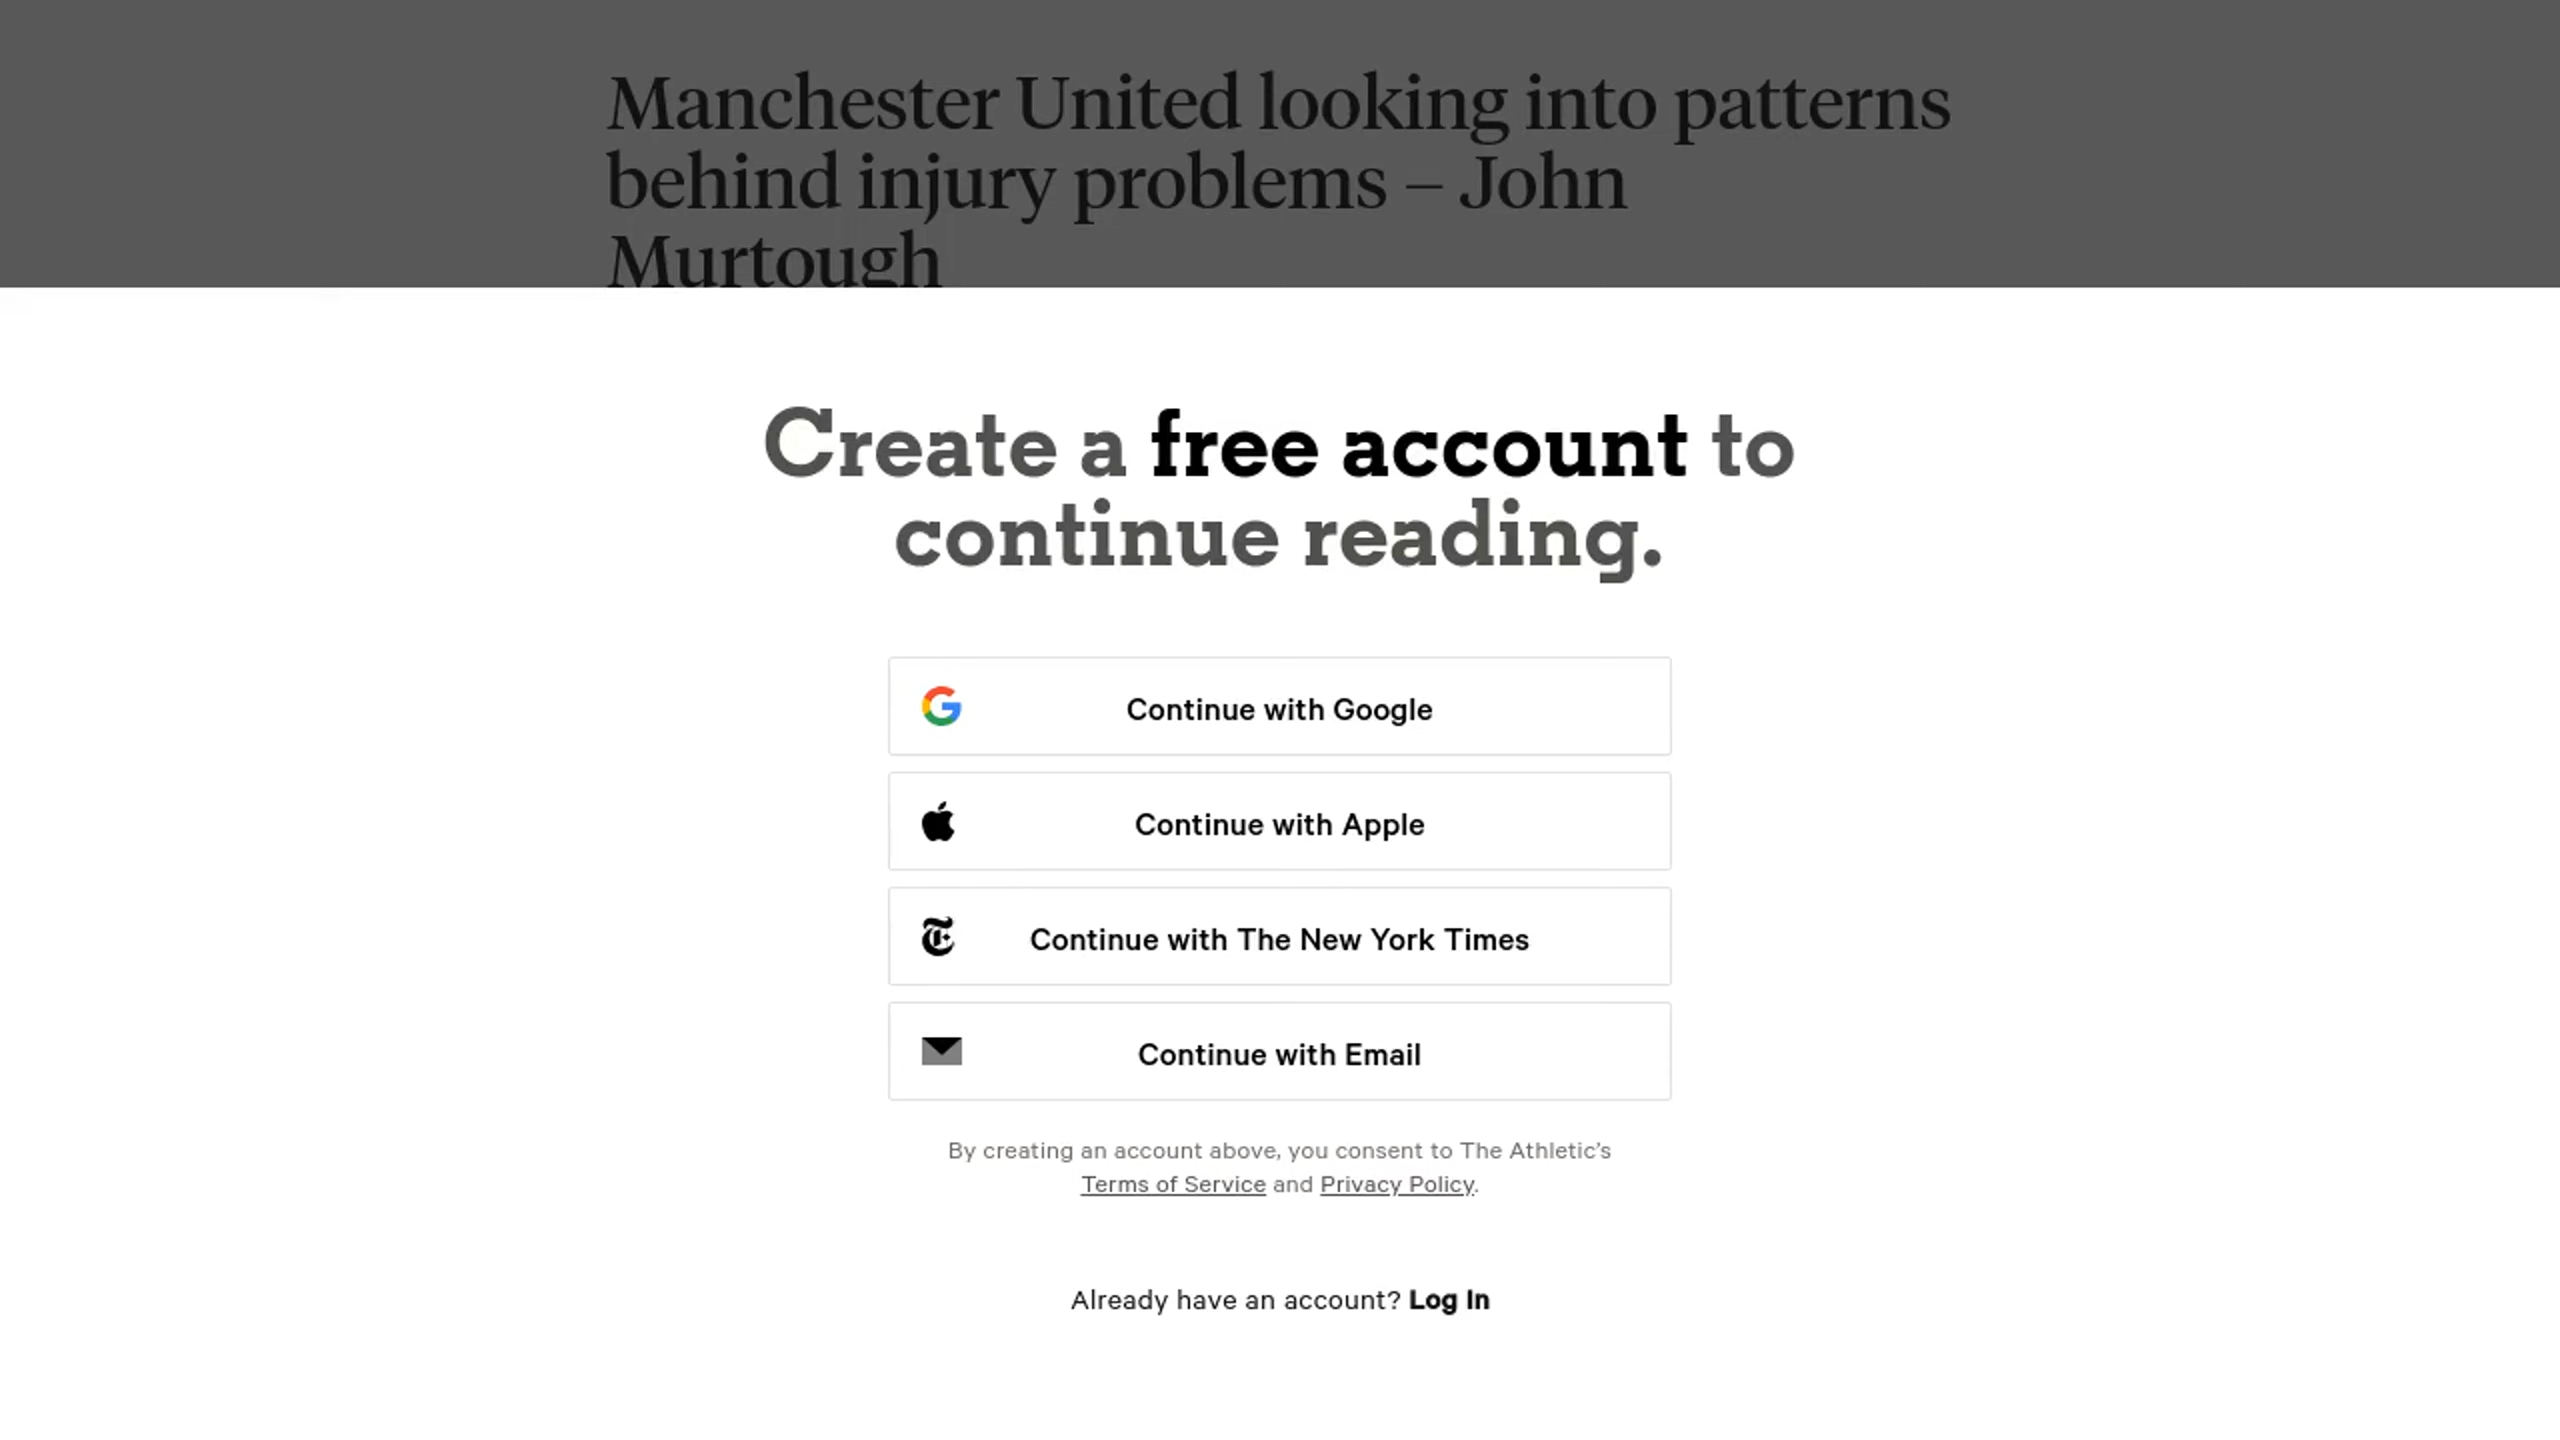 Manchester United looking into patterns
behind injury problems – John
Murtough
Create a free account to
continue reading.
Continue with Google
Continue with Apple
Continue with The New York Times
Continue with Email
By creating an account above, you consent to The Athletic’s
Terms of Service and Privacy Policy.
Already have an account? Log In